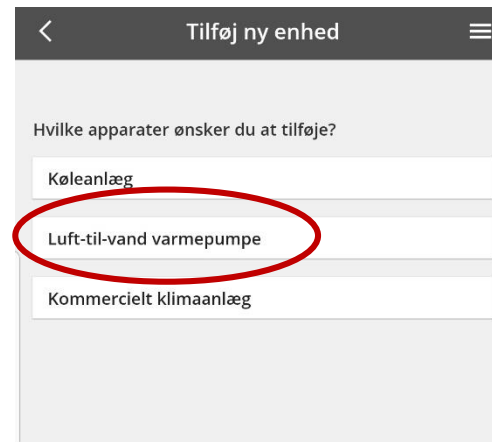 Tilføj ny enhed
Hvilke apparater ønsker du at tilføje?
Køleanlæg
Luft-til-vand varmepumpe
Kommercielt klimaanlæg